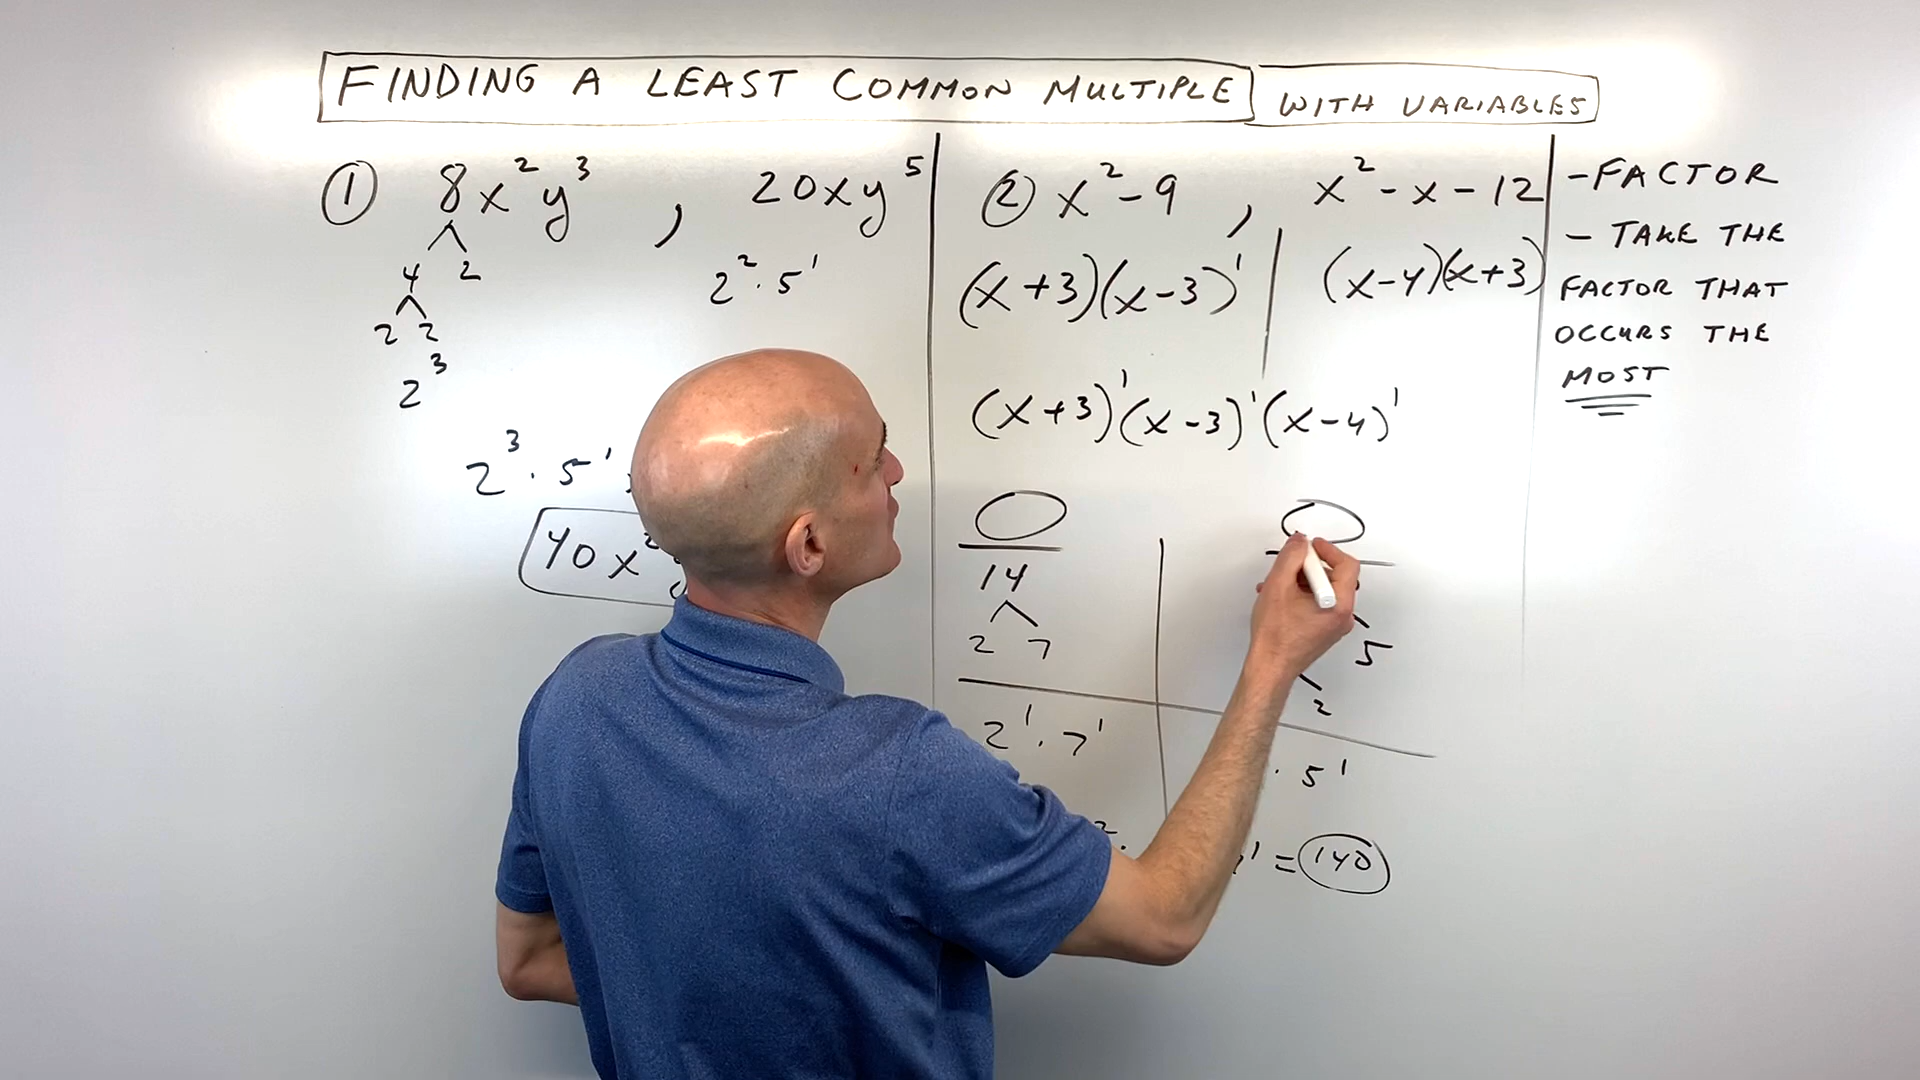 FINDING A LEAST COMMON MULTIPLE WITH VARIABLES
① 8x²y³ , 20xy⁵
4 2
2 2
2³
2² · 5¹
2³ · 5¹
40x²
② x² - 9 , x² - x - 12
(x + 3)(x - 3)¹ (x - 4)(x + 3)
(x + 3)¹(x - 3)¹(x - 4)¹
14
2 7
5
2
2¹ · 7¹
· 5¹
= 140
- FACTOR
- TAKE THE
FACTOR THAT
OCCURS THE
MOST